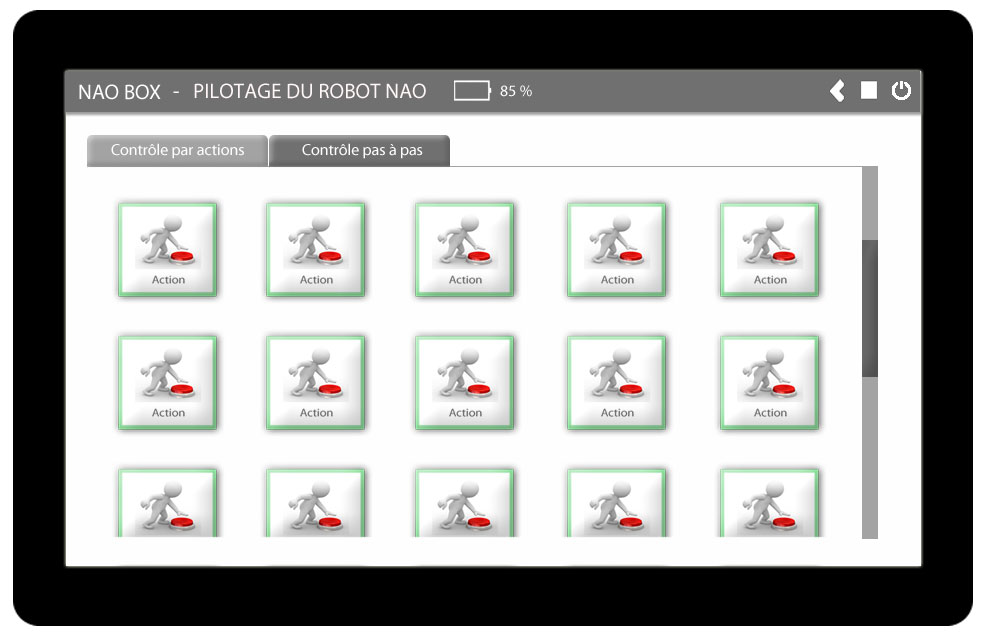 NAO BOX - PILOTAGE DU ROBOT NAO 85 %
Contrôle par actions Contrôle pas à pas
Action Action Action Action Action
Action Action Action Action Action